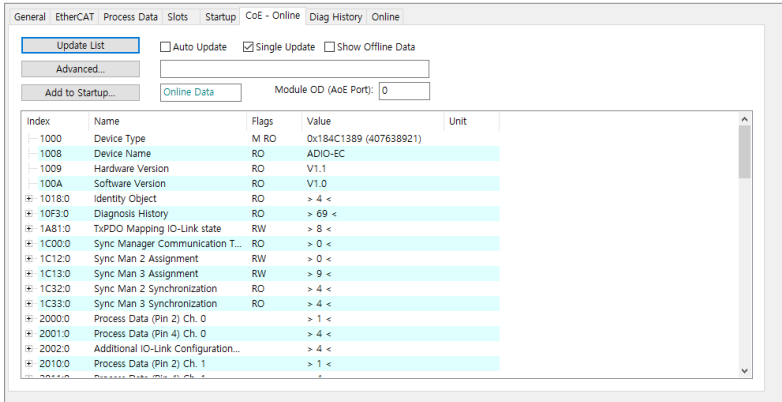 General EtherCAT Process Data Slots Startup CoE - Online Diag History Online
Update List Auto Update Single Update Show Offline Data
Advanced...
Add to Startup... Online Data Module OD (AoE Port): 0
Index Name Flags Value Unit
1000 Device Type M RO 0x184C1389 (407638921)
1008 Device Name RO ADIO-EC
1009 Hardware Version RO V1.1
100A Software Version RO V1.0
1018:0 Identity Object RO > 4 <
10F3:0 Diagnosis History RO > 69 <
1A81:0 TxPDO Mapping IO-Link state RW > 8 <
1C00:0 Sync Manager Communication T... RO > 0 <
1C12:0 Sync Man 2 Assignment RW > 0 <
1C13:0 Sync Man 3 Assignment RW > 9 <
1C32:0 Sync Man 2 Synchronization RO > 4 <
1C33:0 Sync Man 3 Synchronization RO > 4 <
2000:0 Process Data (Pin 2) Ch. 0 > 1 <
2001:0 Process Data (Pin 4) Ch. 0 > 4 <
2002:0 Additional IO-Link Configuration... > 4 <
2010:0 Process Data (Pin 2) Ch. 1 > 1 <